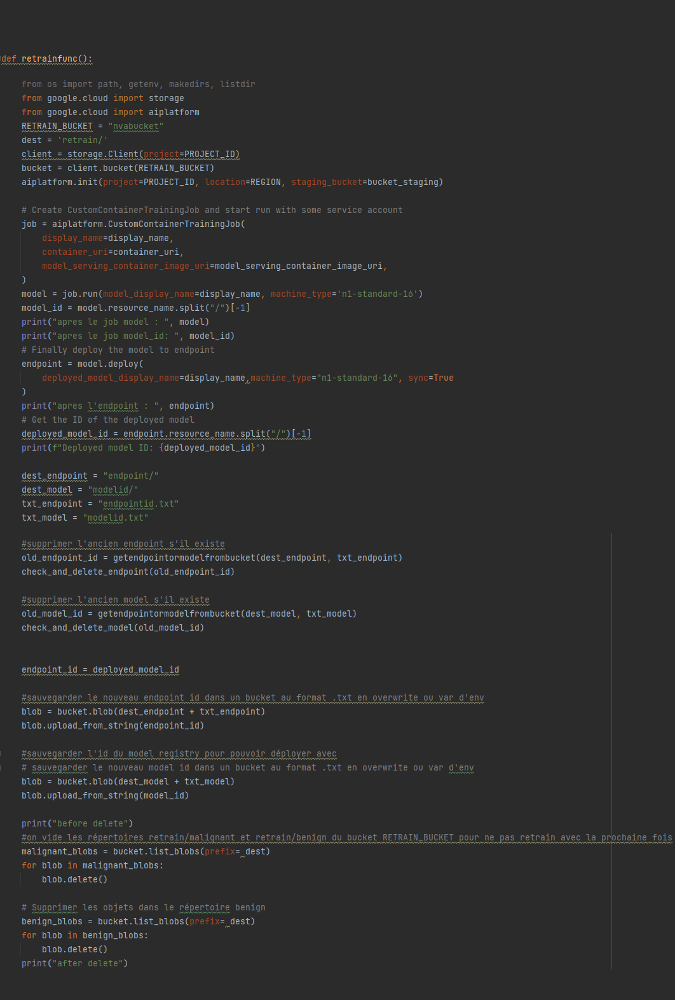 def retrainfunc():
from os import path, getenv, makedirs, listdir
from google.cloud import storage
from google.cloud import aiplatform
RETRAIN_BUCKET = "nvabucket"
dest = 'retrain/'
client = storage.Client(project=PROJECT_ID)
bucket = client.bucket(RETRAIN_BUCKET)
aiplatform.init(project=PROJECT_ID, location=REGION, staging_bucket=bucket_staging)
# Create CustomContainerTrainingJob and start run with some service account
job = aiplatform.CustomContainerTrainingJob(
display_name=display_name,
container_uri=container_uri,
model_serving_container_image_uri=model_serving_container_image_uri,
)
model = job.run(model_display_name=display_name, machine_type='n1-standard-16')
model_id = model.resource_name.split("/")[-1]
print("apres le job model : ", model)
print("apres le job model_id: ", model_id)
# Finally deploy the model to endpoint
endpoint = model.deploy(
deployed_model_display_name=display_name,machine_type="n1-standard-16", sync=True
)
print("apres l'endpoint : ", endpoint)
# Get the ID of the deployed model
deployed_model_id = endpoint.resource_name.split("/")[-1]
print(f"Deployed model ID: {deployed_model_id}")
dest_endpoint = "endpoint/"
dest_model = "modelid/"
txt_endpoint = "endpointid.txt"
txt_model = "modelid.txt"
#supprimer l'ancien endpoint s'il existe
old_endpoint_id = getendpointormodelfrombucket(dest_endpoint, txt_endpoint)
check_and_delete_endpoint(old_endpoint_id)
#supprimer l'ancien model s'il existe
old_model_id = getendpointormodelfrombucket(dest_model, txt_model)
check_and_delete_model(old_model_id)
endpoint_id = deployed_model_id
#sauvegarder le nouveau endpoint id dans un bucket au format .txt en overwrite ou var d'env
blob = bucket.blob(dest_endpoint + txt_endpoint)
blob.upload_from_string(endpoint_id)
#sauvegarder l'id du model registry pour pouvoir déployer avec
# sauvegarder le nouveau model id dans un bucket au format .txt en overwrite ou var d'env
blob = bucket.blob(dest_model + txt_model)
blob.upload_from_string(model_id)
print("before delete")
#on vide les répertoires retrain/malignant et retrain/benign du bucket RETRAIN_BUCKET pour ne pas retrain avec la prochaine fois
malignant_blobs = bucket.list_blobs(prefix= dest)
for blob in malignant_blobs:
blob.delete()
# Supprimer les objets dans le répertoire benign
benign_blobs = bucket.list_blobs(prefix= dest)
for blob in benign_blobs:
blob.delete()
print("after delete")